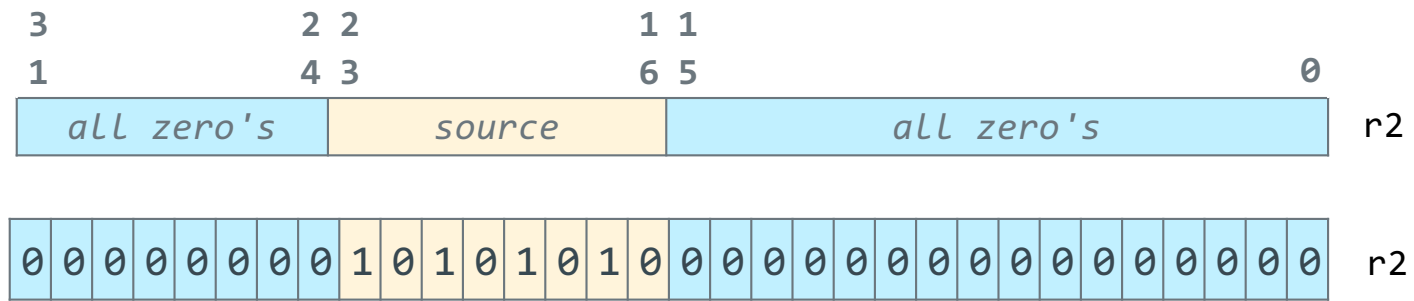 3 2 2 1 1
1 4 3 6 5 0
all zero's source all zero's r2
0 0 0 0 0 0 0 0 1 0 1 0 1 0 1 0 0 0 0 0 0 0 0 0 0 0 0 0 0 0 0 0 r2